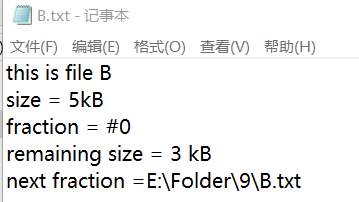 B.txt - 记事本
文件(F) 编辑(E) 格式(O) 查看(V) 帮助(H)
this is file B
size = 5kB
fraction = #0
remaining size = 3 kB
next fraction =E:\Folder\9\B.txt